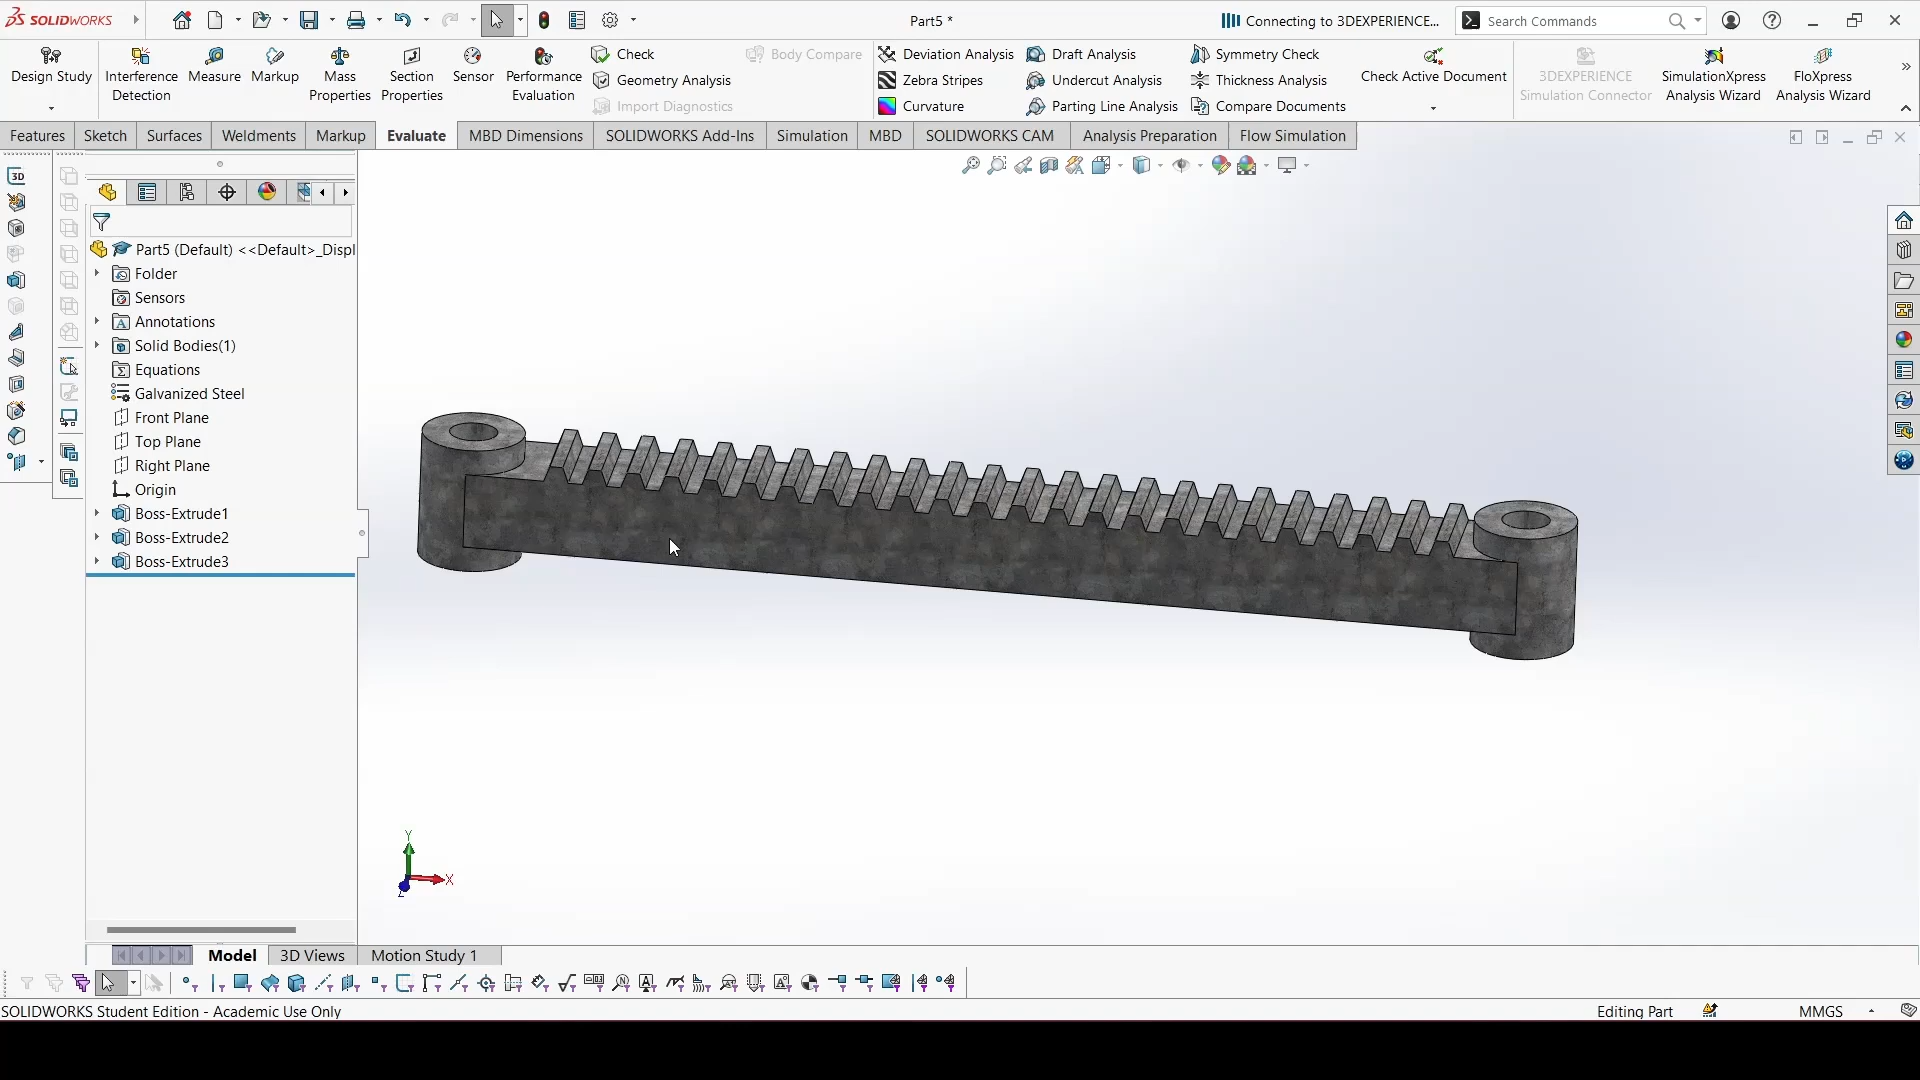 SOLIDWORKS
Part5 *
Connecting to 3DEXPERIENCE...
Search Commands
Design Study
Interference
Detection
Measure
Markup
Mass
Properties
Section
Properties
Sensor
Performance
Evaluation
Check
Geometry Analysis
Import Diagnostics
Body Compare
Deviation Analysis
Zebra Stripes
Curvature
Draft Analysis
Undercut Analysis
Parting Line Analysis
Symmetry Check
Thickness Analysis
Compare Documents
Check Active Document
3DEXPERIENCE
Simulation Connector
SimulationXpress
Analysis Wizard
FloXpress
Analysis Wizard
Features Sketch Surfaces Weldments Markup Evaluate MBD Dimensions SOLIDWORKS Add-Ins Simulation MBD SOLIDWORKS CAM Analysis Preparation Flow Simulation
Part5 (Default) <<Default>_Displ
Folder
Sensors
Annotations
Solid Bodies(1)
Equations
Galvanized Steel
Front Plane
Top Plane
Right Plane
Origin
Boss-Extrude1
Boss-Extrude2
Boss-Extrude3
Y
X
Z
Model 3D Views Motion Study 1
SOLIDWORKS Student Edition - Academic Use Only
Editing Part
MMGS